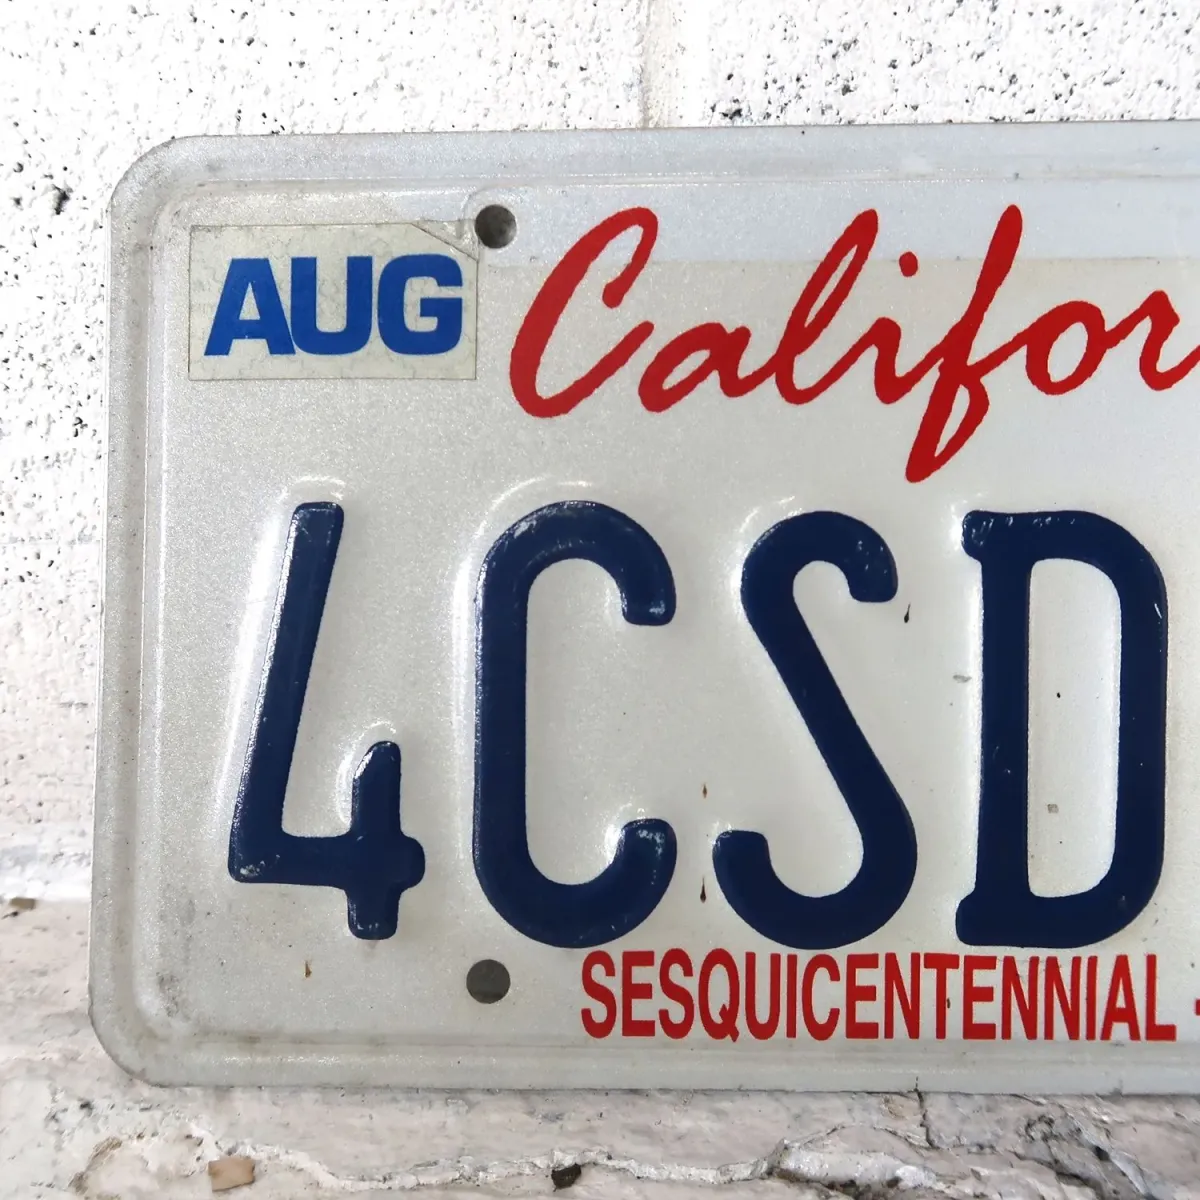 AUG
Califor
4CSD
SESQUICENTENNIAL -